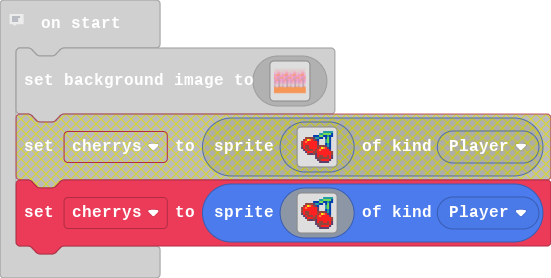 on start
set background image to
set cherrys to sprite of kind Player
set cherrys to sprite of kind Player